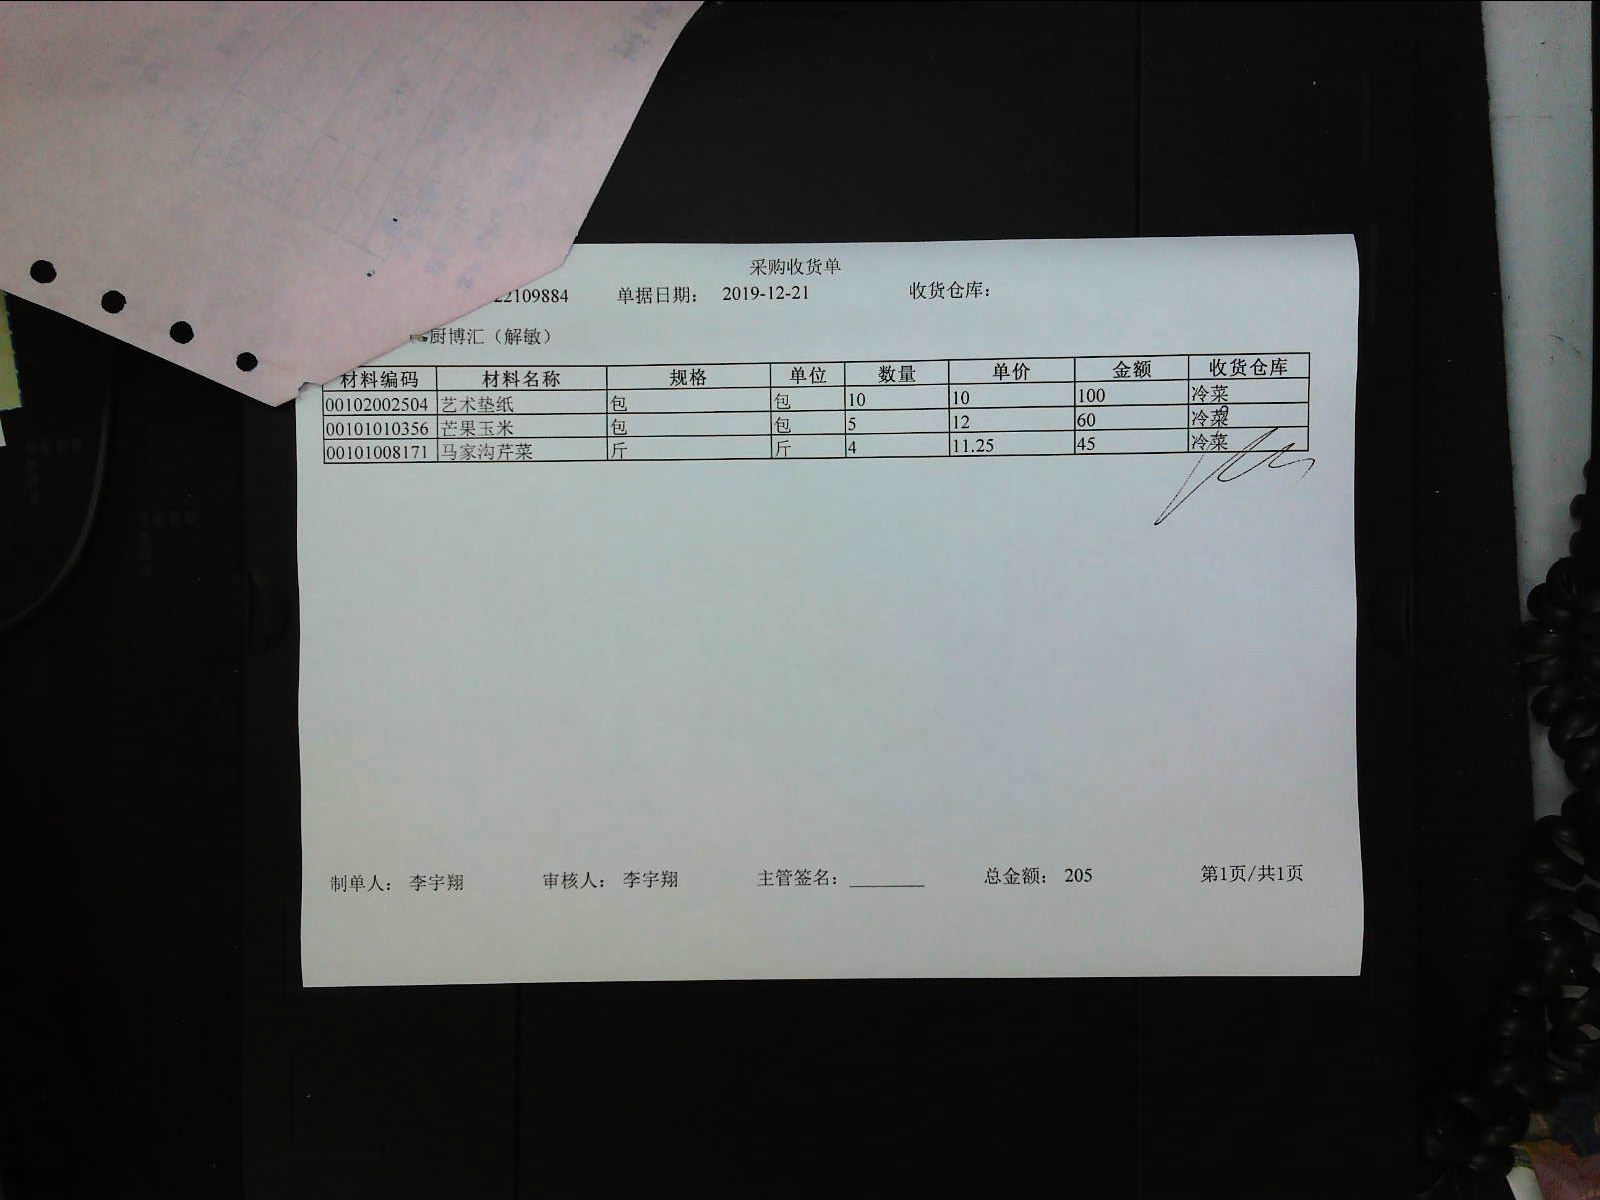 采购收货单
22109884 单据日期: 2019-12-21 收货仓库:
厨博汇（解敏）
材料编码 材料名称 规格 单位 数量 单价 金额 收货仓库
00102002504 艺术垫纸 包 包 10 10 100 冷菜
00101010356 芒果玉米 包 包 5 12 60 冷菜
00101008171 马家沟芹菜 斤 斤 4 11.25 45 冷菜
制单人: 李宇翔 审核人: 李宇翔 主管签名: ________ 总金额: 205 第1页/共1页